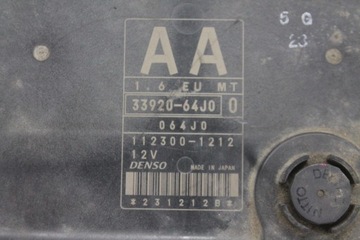 5 G
23
AA
1.6 EU MT
33920-64J0 0
064J0
112300-1212
12V
DENSO MADE IN JAPAN
*231212B*